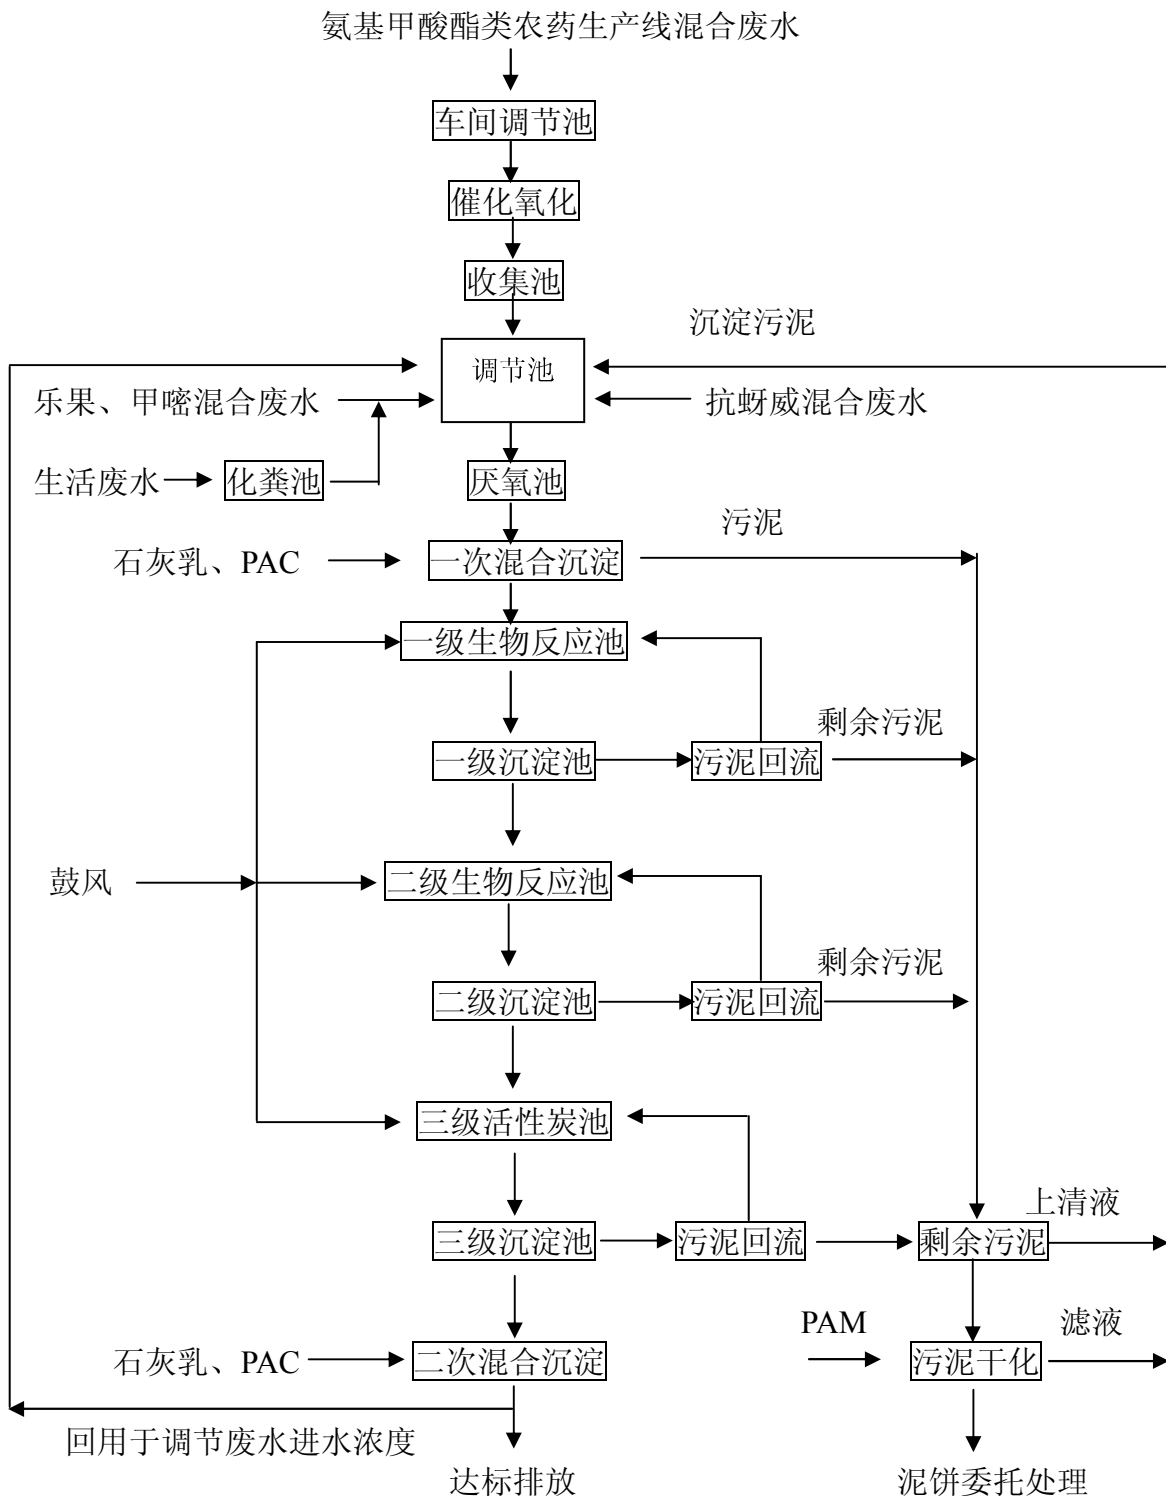 氨基甲酸酯类农药生产线混合废水
车间调节池
催化氧化
收集池
沉淀污泥
调节池
乐果、甲嘧混合废水
抗蚜威混合废水
生活废水
化粪池
厌氧池
污泥
石灰乳、PAC
一次混合沉淀
一级生物反应池
剩余污泥
一级沉淀池
污泥回流
鼓风
二级生物反应池
剩余污泥
二级沉淀池
污泥回流
三级活性炭池
上清液
三级沉淀池
污泥回流
剩余污泥
PAM
滤液
石灰乳、PAC
二次混合沉淀
污泥干化
回用于调节废水进水浓度
达标排放
泥饼委托处理